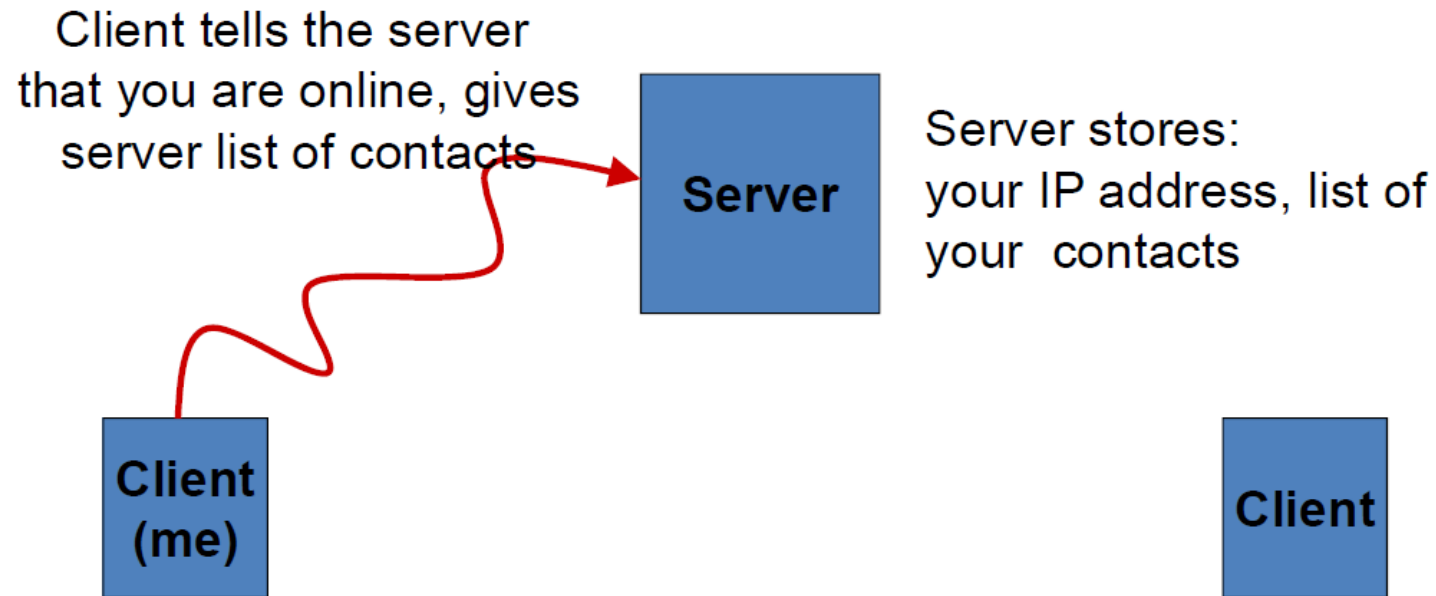 Client tells the server
that you are online, gives
server list of contacts
Server
Server stores:
your IP address, list of
your  contacts
Client
(me)
Client